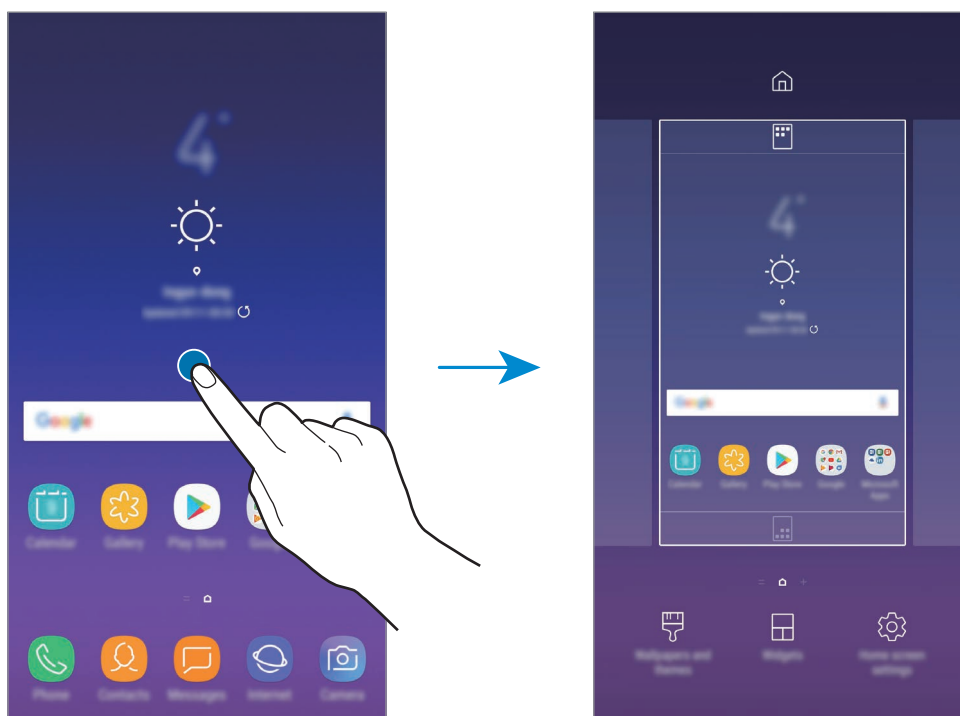 4°
Google
Calendar
Gallery
Play Store
Phone
Contacts
Messages
Internet
Camera
4°
Google
Calendar
Gallery
Play Store
Google
Microsoft
Apps
Wallpapers and
themes
Widgets
Home screen
settings